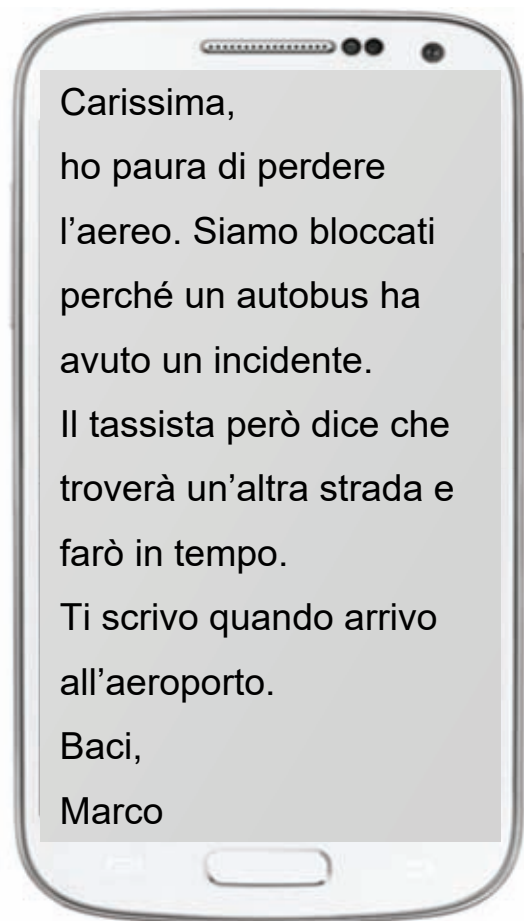 Carissima,
ho paura di perdere
l’aereo. Siamo bloccati
perché un autobus ha
avuto un incidente.
Il tassista però dice che
troverà un’altra strada e
farò in tempo.
Ti scrivo quando arrivo
all’aeroporto.
Baci,
Marco